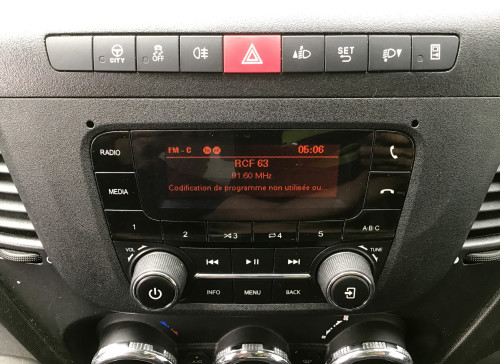 CITY OFF SET
RADIO
MEDIA
FM - C 05:06
RCF 63
91.60 MHz
Codification de programme non utilisée ou ...
1 2 3 4 5 A-B-C
VOL TUNE
INFO MENU BACK